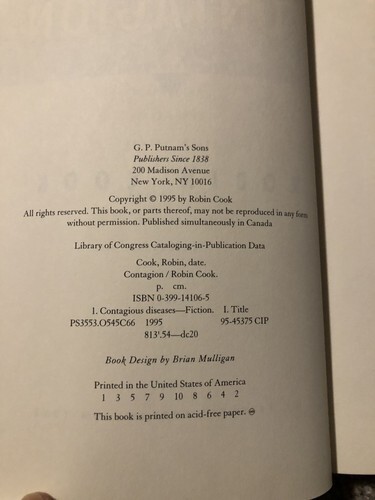 G. P. Putnam's Sons
Publishers Since 1838
200 Madison Avenue
New York, NY 10016
Copyright © 1995 by Robin Cook
All rights reserved. This book, or parts thereof, may not be reproduced in any form
without permission. Published simultaneously in Canada
Library of Congress Cataloging-in-Publication Data
Cook, Robin, date.
Contagion / Robin Cook.
p. cm.
ISBN 0-399-14106-5
1. Contagious diseases—Fiction. I. Title
PS3553.O545C66 1995 95-45375 CIP
813'.54—dc20
Book Design by Brian Mulligan
Printed in the United States of America
1 3 5 7 9 10 8 6 4 2
This book is printed on acid-free paper. ♾